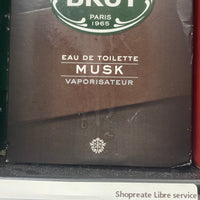 BRUT
PARIS
1965
EAU DE TOILETTE
MUSK
VAPORISATEUR
Shopreate Libre service